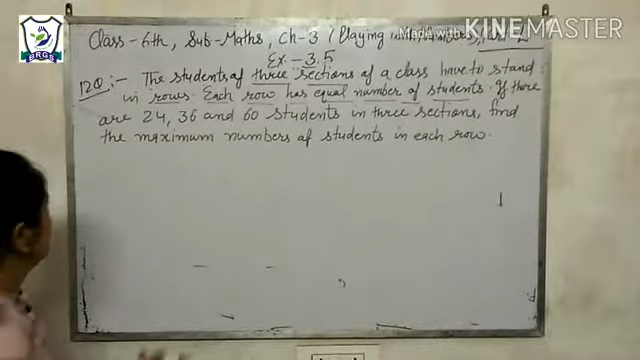 BRGS
Made with KINEMASTER
Class - 6th, Sub - Maths, Ch - 3 (Playing
Ex. - 3.5
12Q:- The students of three sections of a class have to stand
in rows. Each row has equal number of students. If there
are 24, 36 and 60 students in three sections, find
the maximum numbers of students in each row.